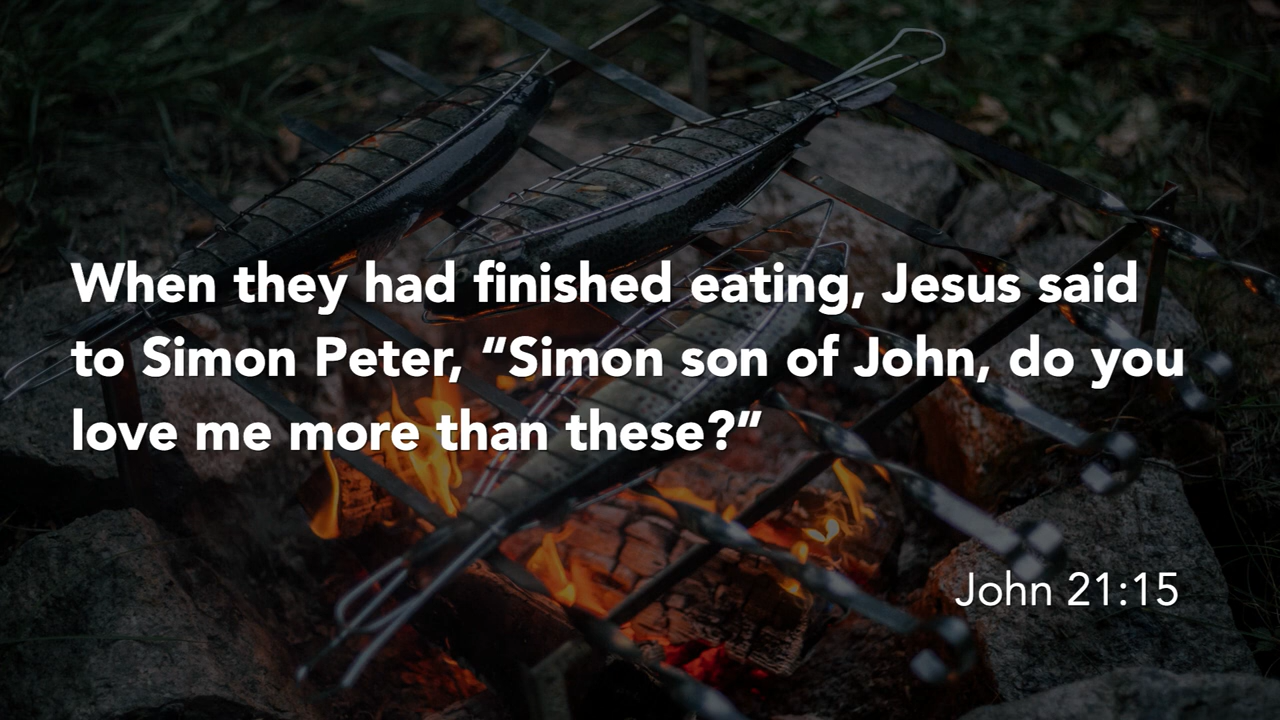 When they had finished eating, Jesus said
to Simon Peter, “Simon son of John, do you
love me more than these?”
John 21:15